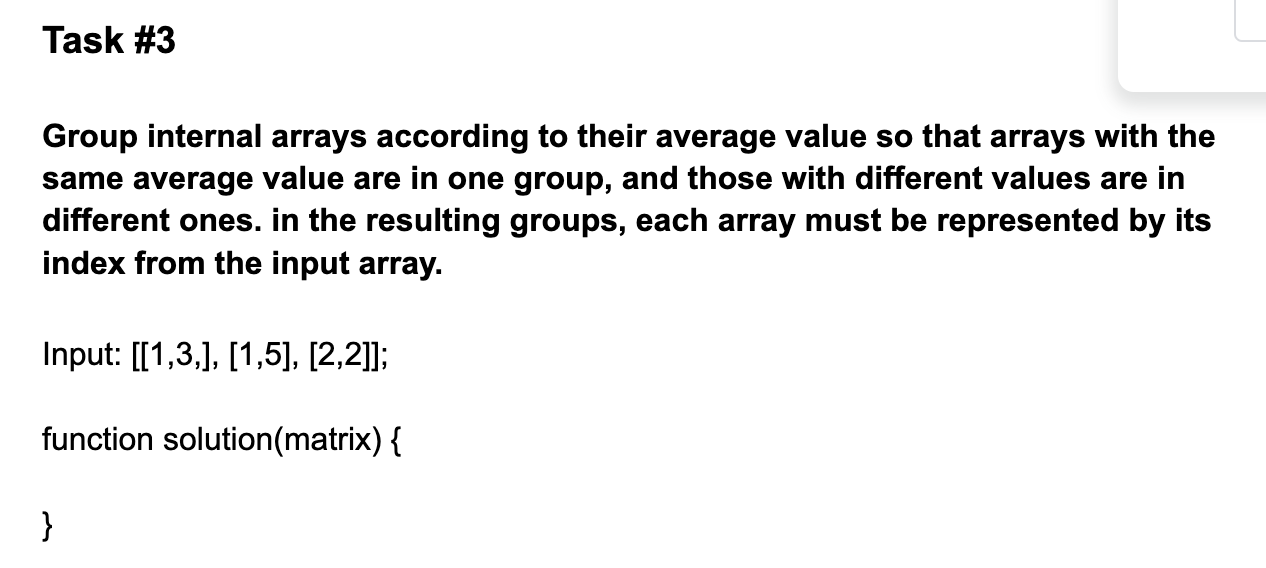 Task #3
Group internal arrays according to their average value so that arrays with the
same average value are in one group, and those with different values are in
different ones. in the resulting groups, each array must be represented by its
index from the input array.
Input: [[1,3,], [1,5], [2,2]];
function solution(matrix) {
}